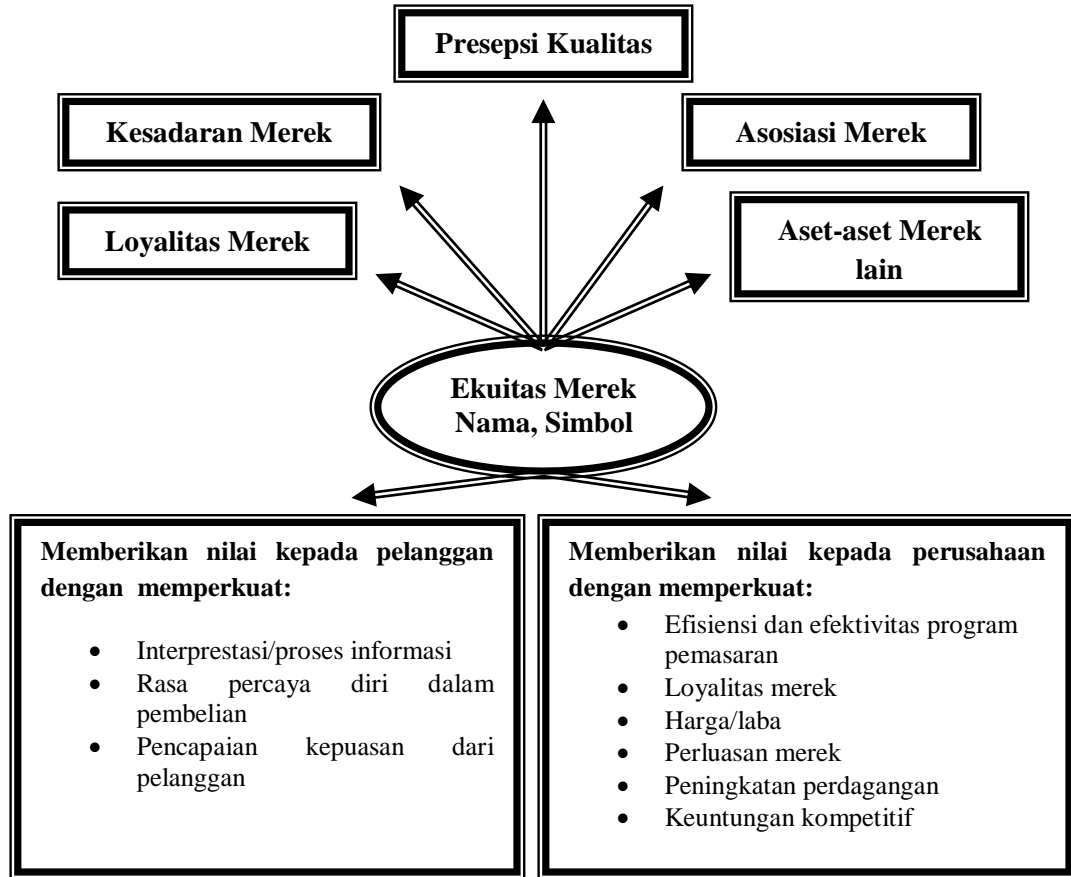 Presepsi Kualitas
Kesadaran Merek
Asosiasi Merek
Loyalitas Merek
Aset-aset Merek
lain
Ekuitas Merek
Nama, Simbol
Memberikan nilai kepada pelanggan
dengan memperkuat:
• Interprestasi/proses informasi
• Rasa percaya diri dalam
pembelian
• Pencapaian kepuasan dari
pelanggan
Memberikan nilai kepada perusahaan
dengan memperkuat:
• Efisiensi dan efektivitas program
pemasaran
• Loyalitas merek
• Harga/laba
• Perluasan merek
• Peningkatan perdagangan
• Keuntungan kompetitif